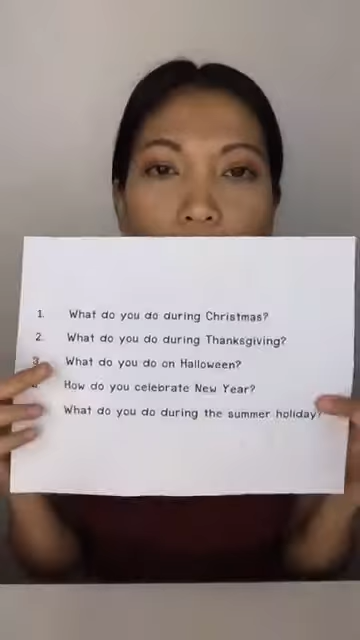 1. What do you do during Christmas?
2. What do you do during Thanksgiving?
3. What do you do on Halloween?
How do you celebrate New Year?
What do you do during the summer holiday?